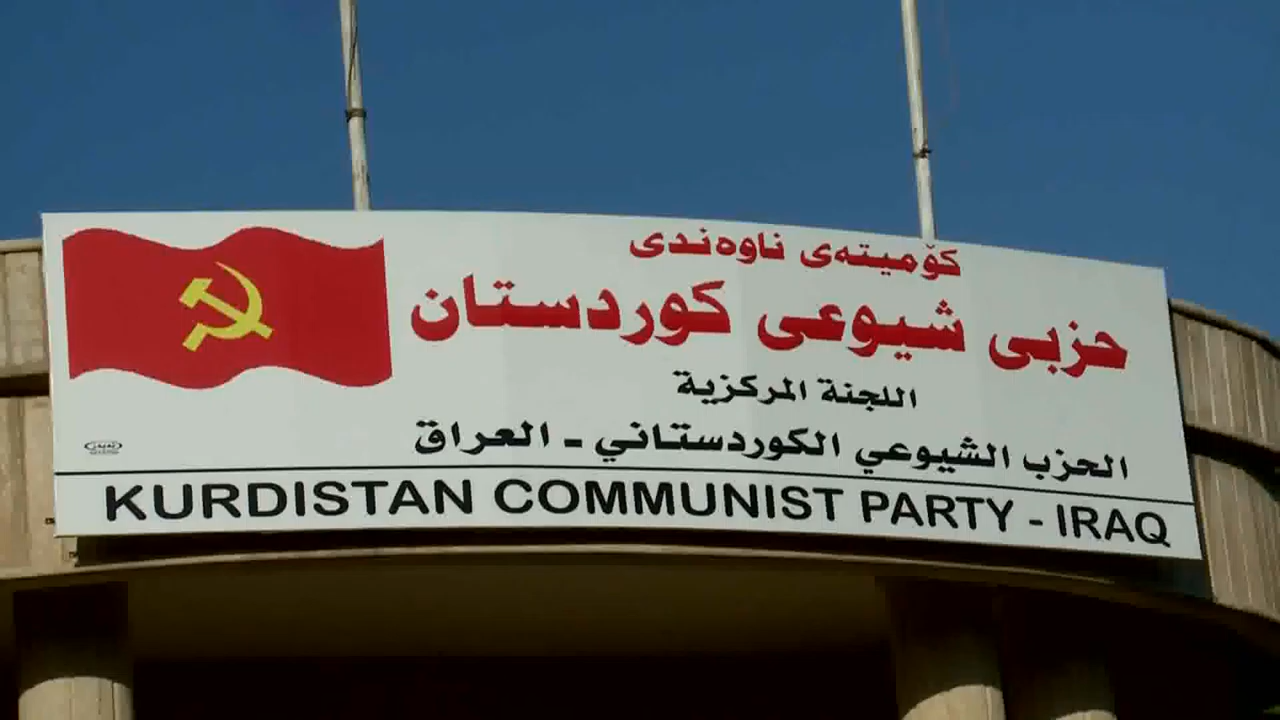 کۆمیتەی ناوەندی
حزبی شیوعی کوردستان
اللجنة المركزية
الحزب الشيوعي الكوردستاني - العراق
KURDISTAN COMMUNIST PARTY - IRAQ